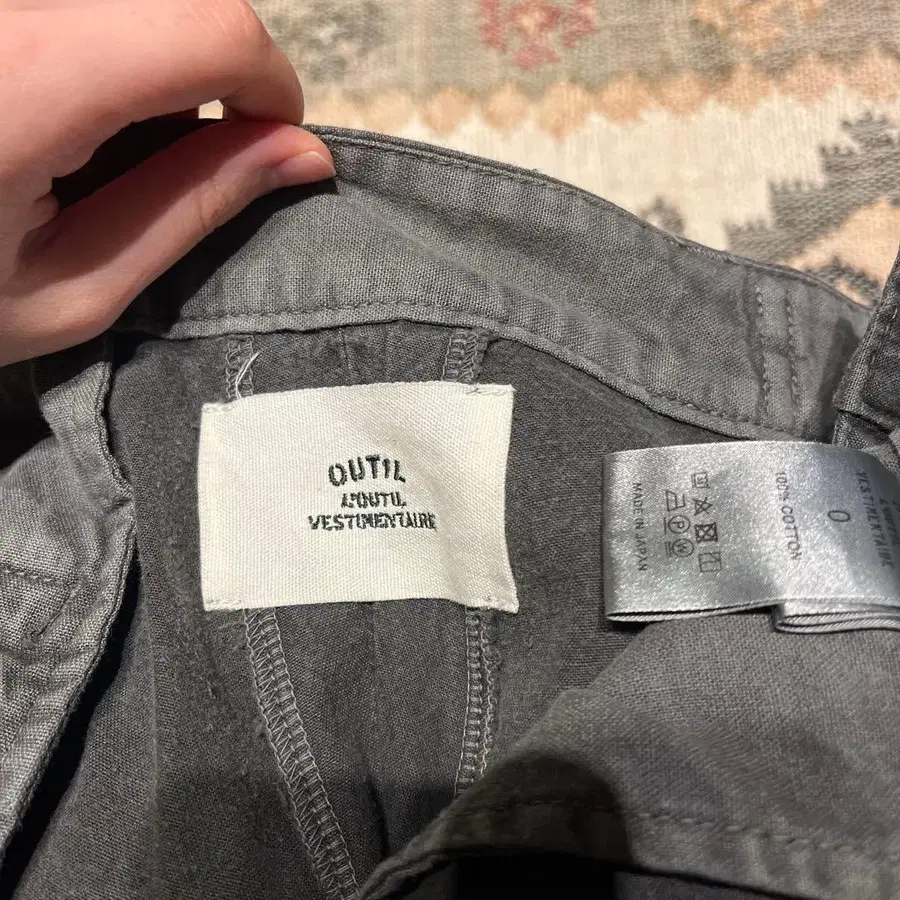 OUTIL
L'OUTIL
VESTIMENTAIRE
VESTIMENTAIRE
0
100% COTTON
MADE IN JAPAN